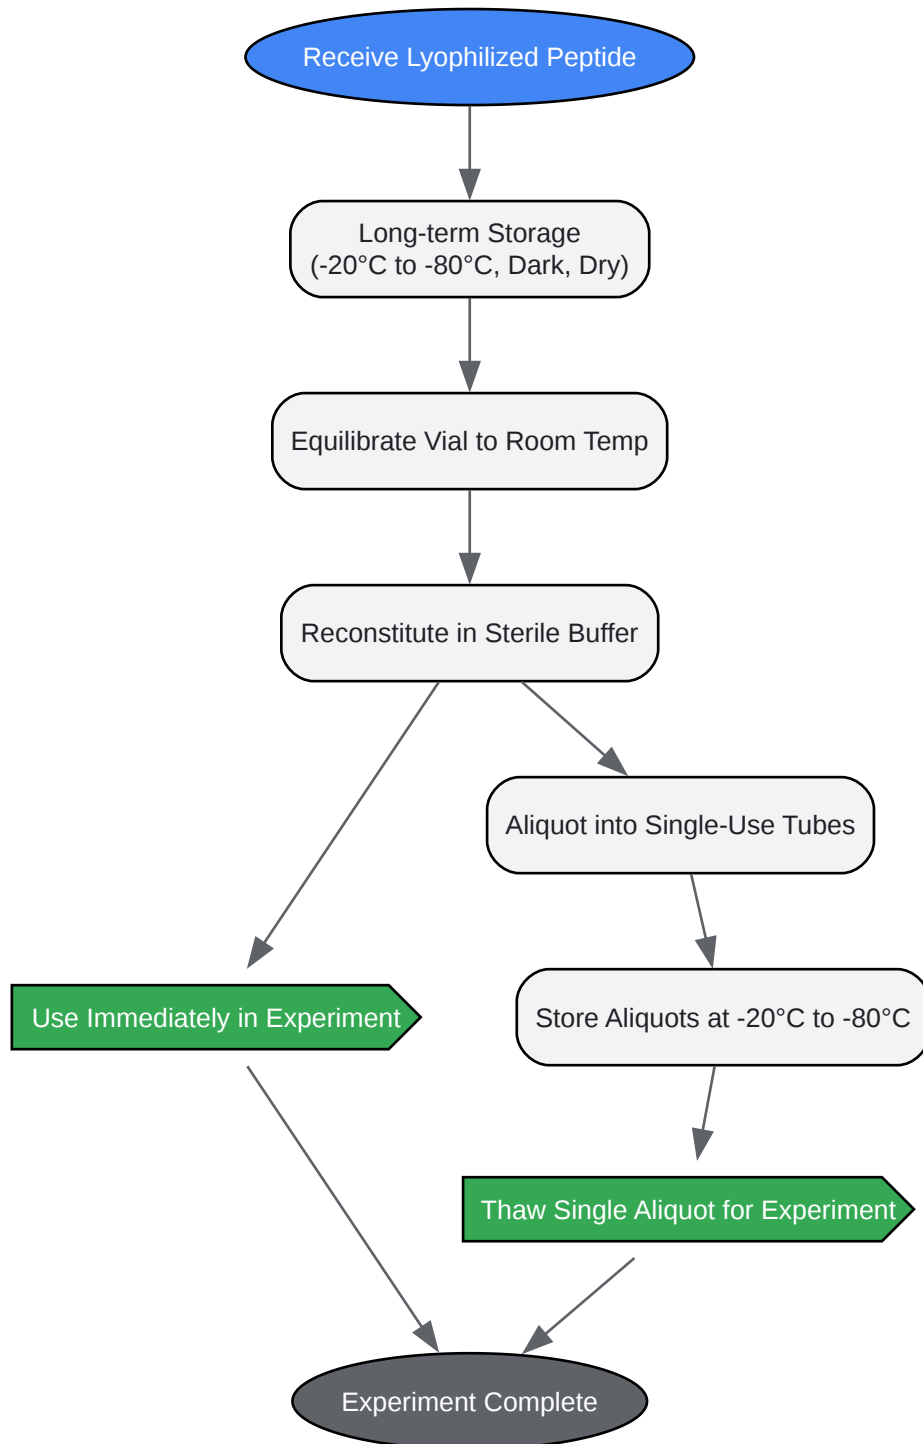 Receive Lyophilized Peptide
Long-term Storage
(-20°C to -80°C, Dark, Dry)
Equilibrate Vial to Room Temp
Reconstitute in Sterile Buffer
Aliquot into Single-Use Tubes
Use Immediately in Experiment
Store Aliquots at -20°C to -80°C
Thaw Single Aliquot for Experiment
Experiment Complete